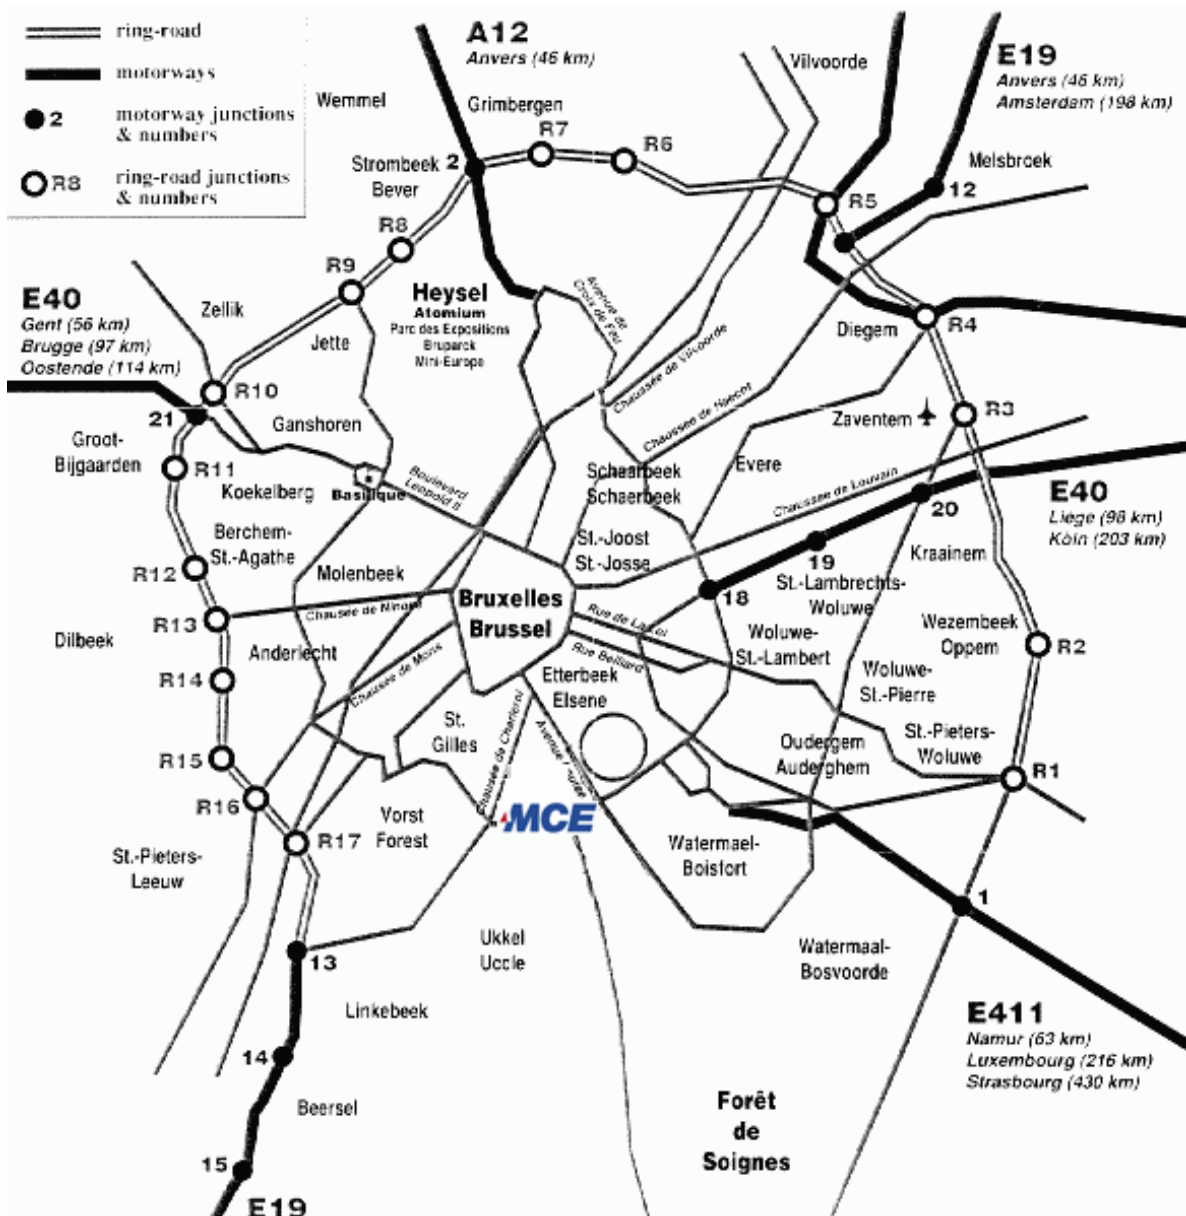 ring-road
motorways
2
motorway junctions
& numbers
R8
ring-road junctions
& numbers
A12
Anvers (46 km)
E19
Anvers (46 km)
Amsterdam (198 km)
Vilvoorde
Wemmel
Grimbergen
R7
R6
Strombeek
Bever
2
Melsbroek
12
R5
R8
R9
E40
Gent (56 km)
Brugge (97 km)
Oostende (114 km)
Zellik
Heysel
Atomium
Parc des Expositions
Bruparck
Mini-Europe
Avenue de
Croix de Feu
Jette
Diegem
R4
Chaussée de Vilvoorde
Chaussée de Haecht
R10
21
Ganshoren
Zaventem
R3
Groot-
Bijgaarden
R11
Koekelberg
Basilique
Boulevard
Leopold II
Schaarbeek
Schaerbeek
Evere
Chaussée de Louvain
20
E40
Liège (98 km)
Köln (203 km)
Berchem-
St.-Agathe
St.-Joost
St.-Josse
19
Kraainem
R12
Molenbeek
St.-Lambrechts-
Woluwe
18
Bruxelles
Brussel
R13
Chausée de Ninove
Rue de La Loi
Rue Belliard
Dilbeek
Anderlecht
Chaussée de Mons
Woluwe-
St.-Lambert
Wezembeek
Oppem
R2
R14
Etterbeek
Elsene
Woluwe-
St.-Pierre
St.
Gilles
Chaussée de Charleroi
Avenue
Oudergem
Auderghem
St.-Pieters-
Woluwe
R15
R1
R16
MCE
Vorst
Forest
R17
St.-Pieters-
Leeuw
Watermael-
Boisfort
1
Ukkel
Uccle
13
Watermaal-
Bosvoorde
Linkebeek
E411
Namur (63 km)
Luxembourg (216 km)
Strasbourg (430 km)
14
Beersel
Forêt
de
Soignes
15
E19